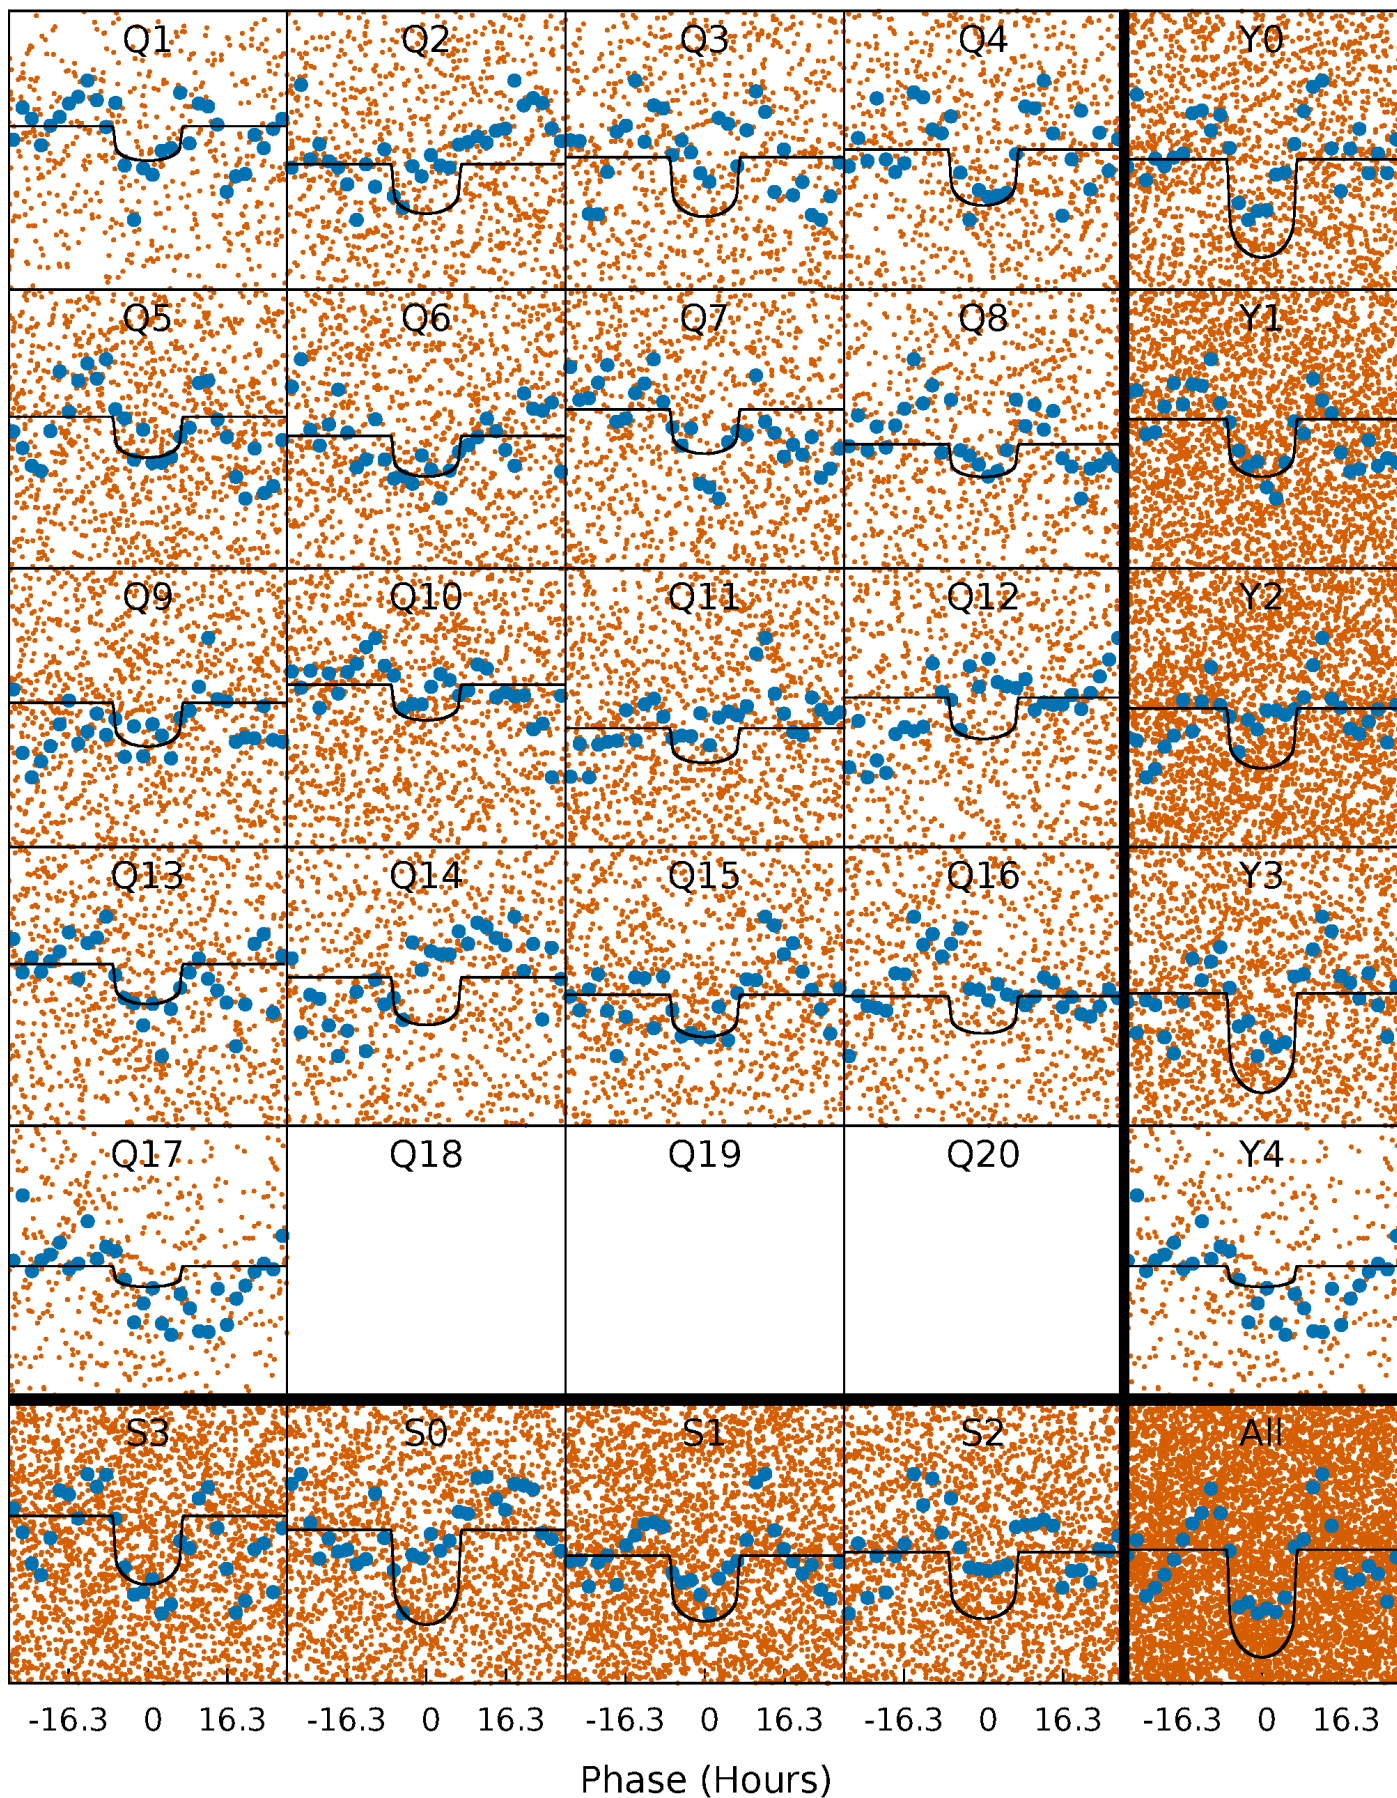 Q1 Q2 Q3 Q4 Y0
Q5 Q6 Q7 Q8 Y1
Q9 Q10 Q11 Q12 Y2
Q13 Q14 Q15 Q16 Y3
Q17 Q18 Q19 Q20 Y4
S3 S0 S1 S2 All
-16.3 0 16.3 -16.3 0 16.3 -16.3 0 16.3 -16.3 0 16.3 -16.3 0 16.3
Phase (Hours)